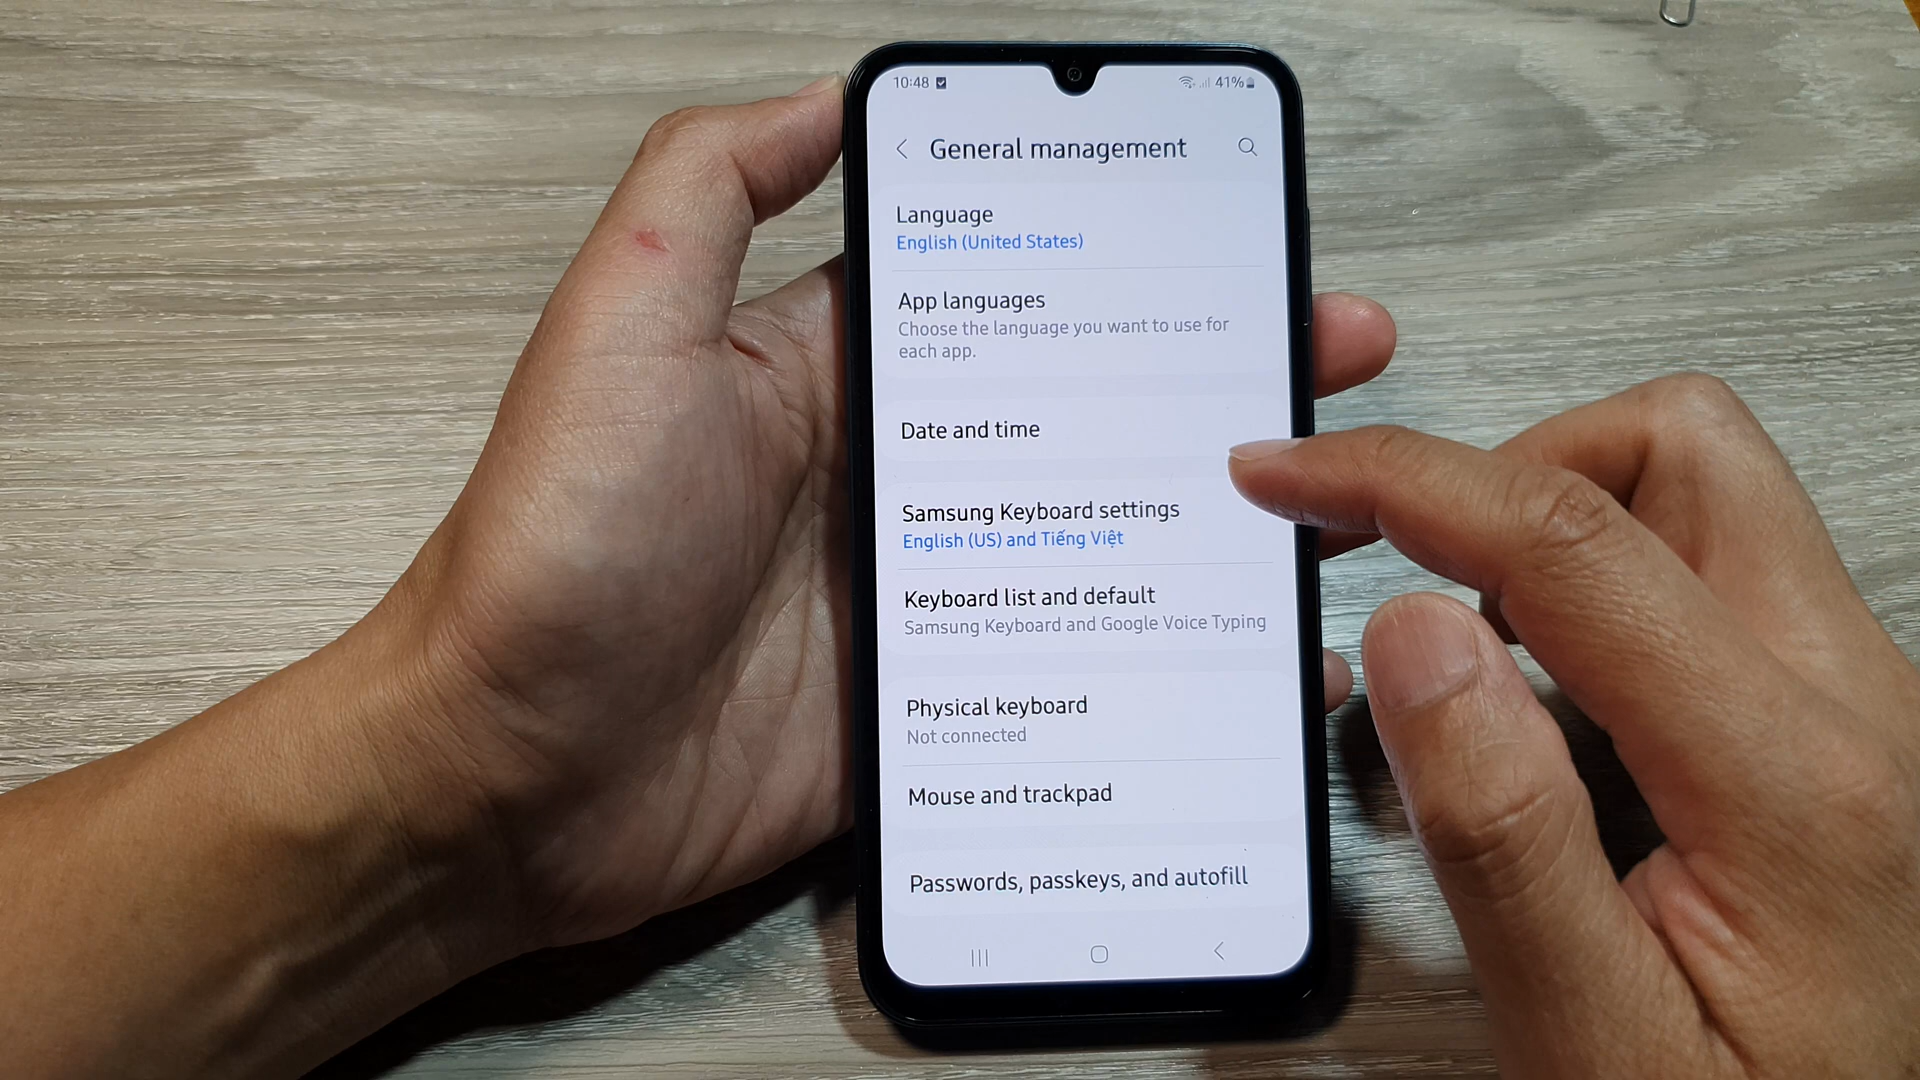 10:48
41%
General management
Language
English (United States)
App languages
Choose the language you want to use for
each app.
Date and time
Samsung Keyboard settings
English (US) and Tiếng Việt
Keyboard list and default
Samsung Keyboard and Google Voice Typing
Physical keyboard
Not connected
Mouse and trackpad
Passwords, passkeys, and autofill